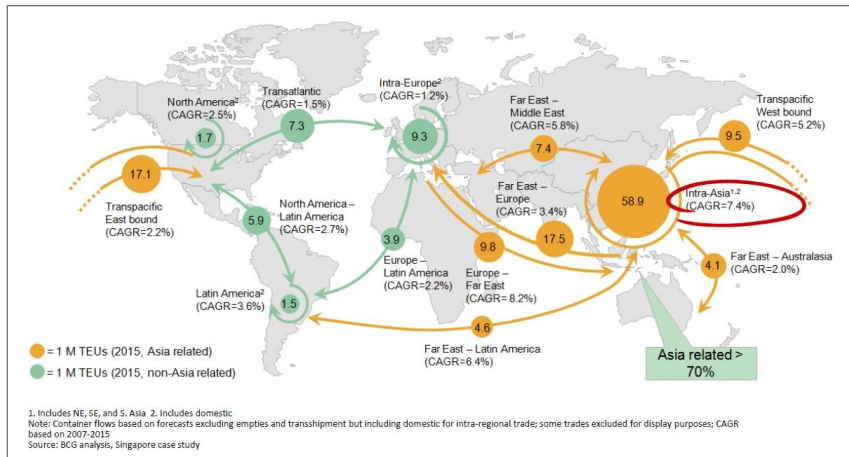 North America²
(CAGR=2.5%)
1.7
Transatlantic
(CAGR=1.5%)
7.3
Intra-Europe²
(CAGR=1.2%)
9.3
Far East –
Middle East
(CAGR=5.8%)
7.4
Transpacific
West bound
(CAGR=5.2%)
9.5
17.1
Transpacific
East bound
(CAGR=2.2%)
North America –
Latin America
(CAGR=2.7%)
5.9
Far East –
Europe
(CAGR= 3.4%)
17.5
58.9
Intra-Asia¹˒²
(CAGR=7.4%)
3.9
Europe –
Latin America
(CAGR=2.2%)
9.8
Europe –
Far East
(CAGR= 8.2%)
4.1
Far East – Australasia
(CAGR=2.0%)
Latin America²
(CAGR=3.6%)
1.5
4.6
Far East – Latin America
(CAGR=6.4%)
= 1 M TEUs (2015, Asia related)
= 1 M TEUs (2015, non-Asia related)
Asia related >
70%
1. Includes NE, SE, and S. Asia 2. Includes domestic
Note: Container flows based on forecasts excluding empties and transshipment but including domestic for intra-regional trade; some trades excluded for display purposes; CAGR
based on 2007-2015
Source: BCG analysis, Singapore case study